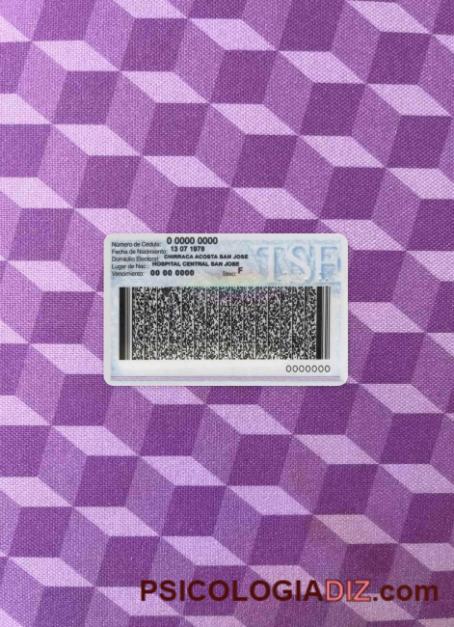 Número de Cédula: 0 0000 0000
Fecha de Nacimiento: 13 07 1978
Domicilio Electoral: CHIRRACA ACOSTA SAN JOSE
Lugar de Nac.: HOSPITAL CENTRAL SAN JOSE
Vencimiento: 00 00 0000 Sexo: F
TSE
0000000
PSICOLOGIADIZ.com